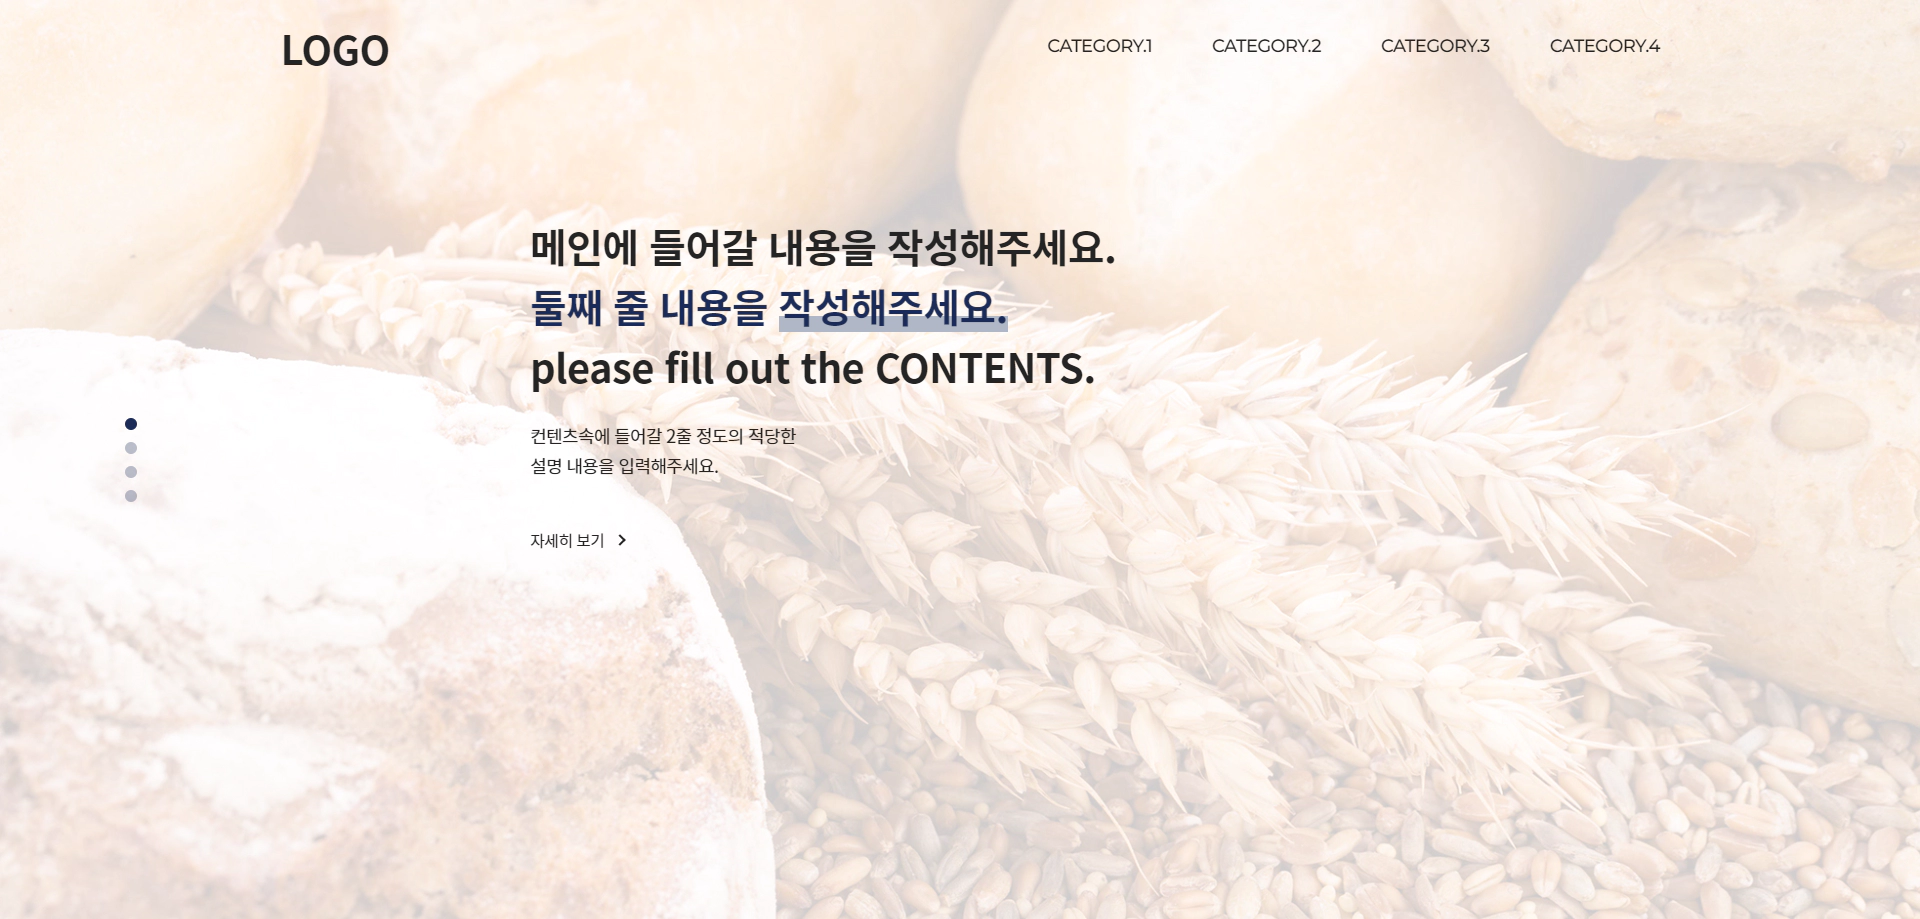 LOGO
CATEGORY.1 CATEGORY.2 CATEGORY.3 CATEGORY.4
메인에 들어갈 내용을 작성해주세요.
둘째 줄 내용을 작성해주세요.
please fill out the CONTENTS.
컨텐츠속에 들어갈 2줄 정도의 적당한
설명 내용을 입력해주세요.
자세히 보기